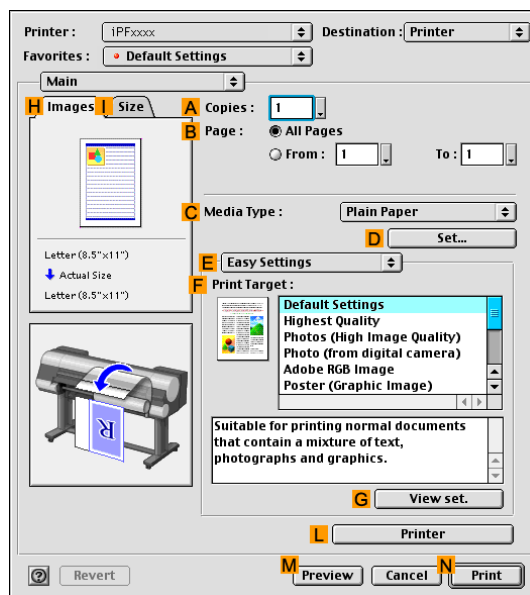 Printer : iPFxxxx Destination : Printer
Favorites : Default Settings
Main
H Images I Size
A Copies : 1
B Page : All Pages
From : 1 To : 1
C Media Type : Plain Paper
D Set...
Letter (8.5"x11")
Actual Size
Letter (8.5"x11")
E Easy Settings
F Print Target :
Default Settings
Highest Quality
Photos (High Image Quality)
Photo (from digital camera)
Adobe RGB Image
Poster (Graphic Image)
R
Suitable for printing normal documents
that contain a mixture of text,
photographs and graphics.
G View set.
L Printer
? Revert M Preview Cancel N Print